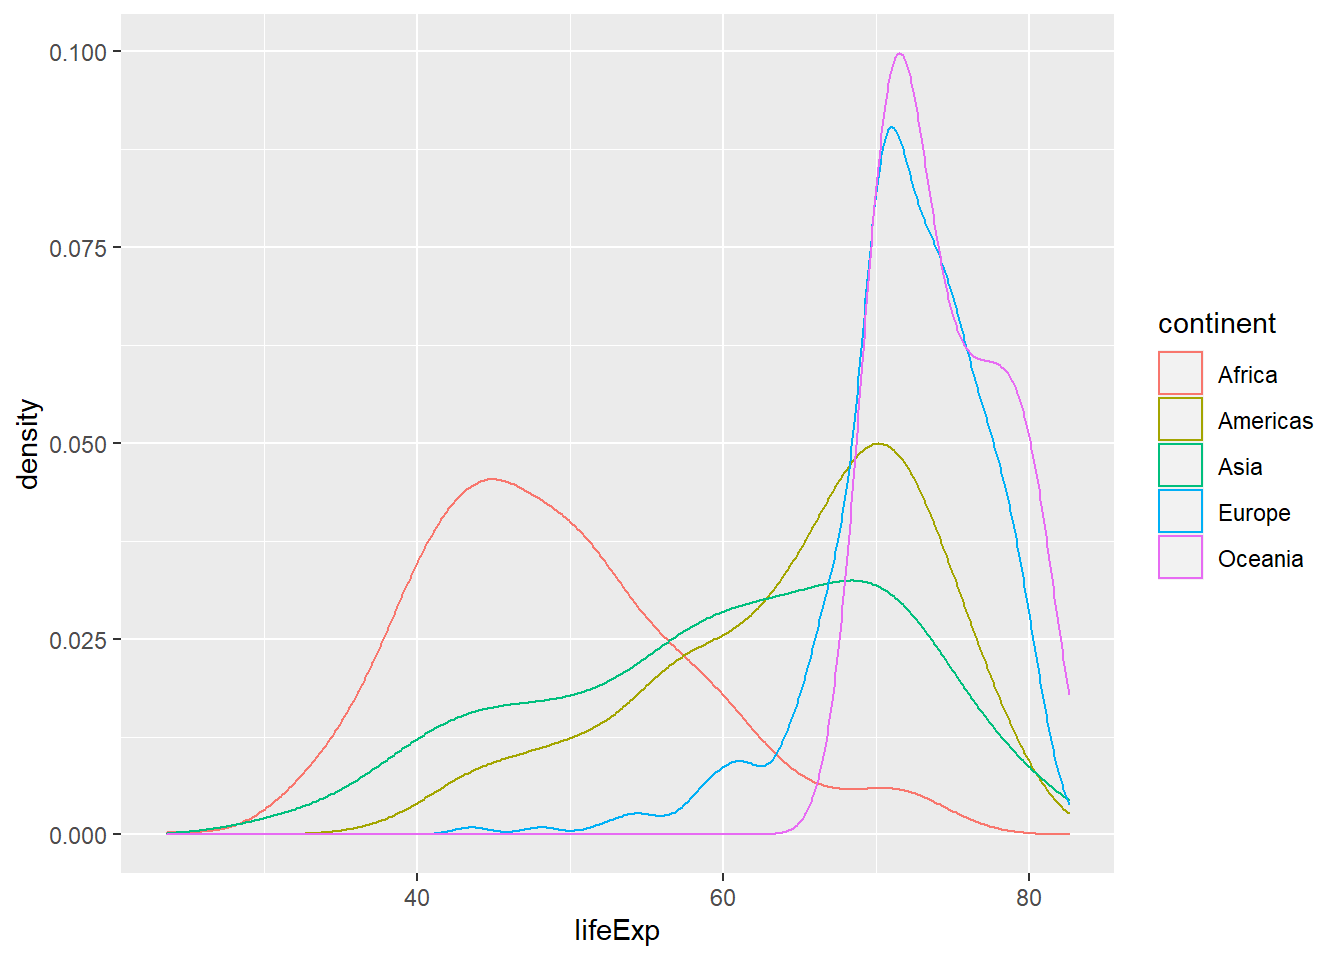 0.100
0.075
0.050
0.025
0.000
density
40
60
80
lifeExp
continent
Africa
Americas
Asia
Europe
Oceania